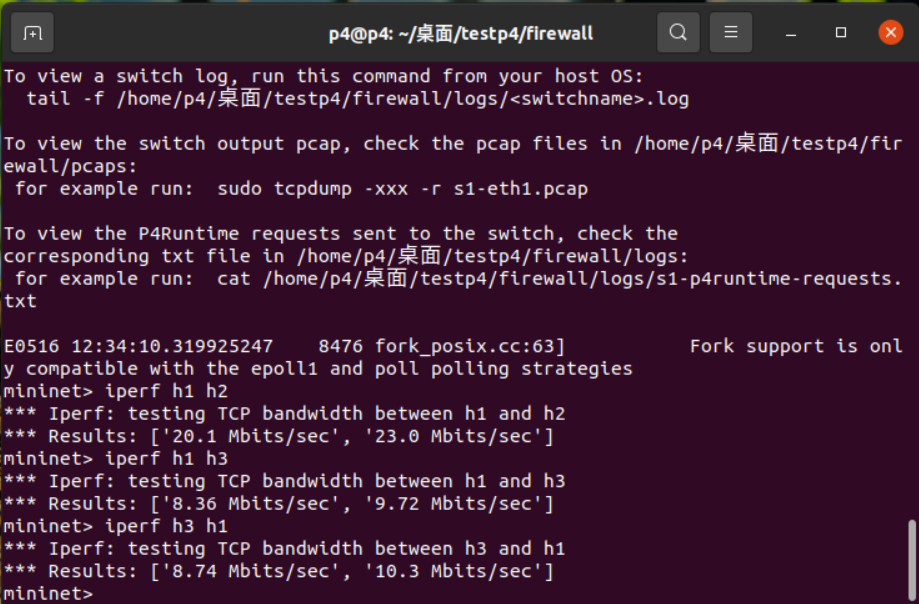 p4@p4: ~/桌面/testp4/firewall
To view a switch log, run this command from your host OS:
  tail -f /home/p4/桌面/testp4/firewall/logs/<switchname>.log
To view the switch output pcap, check the pcap files in /home/p4/桌面/testp4/fir
ewall/pcaps:
 for example run:  sudo tcpdump -xxx -r s1-eth1.pcap
To view the P4Runtime requests sent to the switch, check the
corresponding txt file in /home/p4/桌面/testp4/firewall/logs:
 for example run:  cat /home/p4/桌面/testp4/firewall/logs/s1-p4runtime-requests.
txt
E0516 12:34:10.319925247    8476 fork_posix.cc:63]           Fork support is onl
y compatible with the epoll1 and poll polling strategies
mininet> iperf h1 h2
*** Iperf: testing TCP bandwidth between h1 and h2
*** Results: ['20.1 Mbits/sec', '23.0 Mbits/sec']
mininet> iperf h1 h3
*** Iperf: testing TCP bandwidth between h1 and h3
*** Results: ['8.36 Mbits/sec', '9.72 Mbits/sec']
mininet> iperf h3 h1
*** Iperf: testing TCP bandwidth between h3 and h1
*** Results: ['8.74 Mbits/sec', '10.3 Mbits/sec']
mininet>